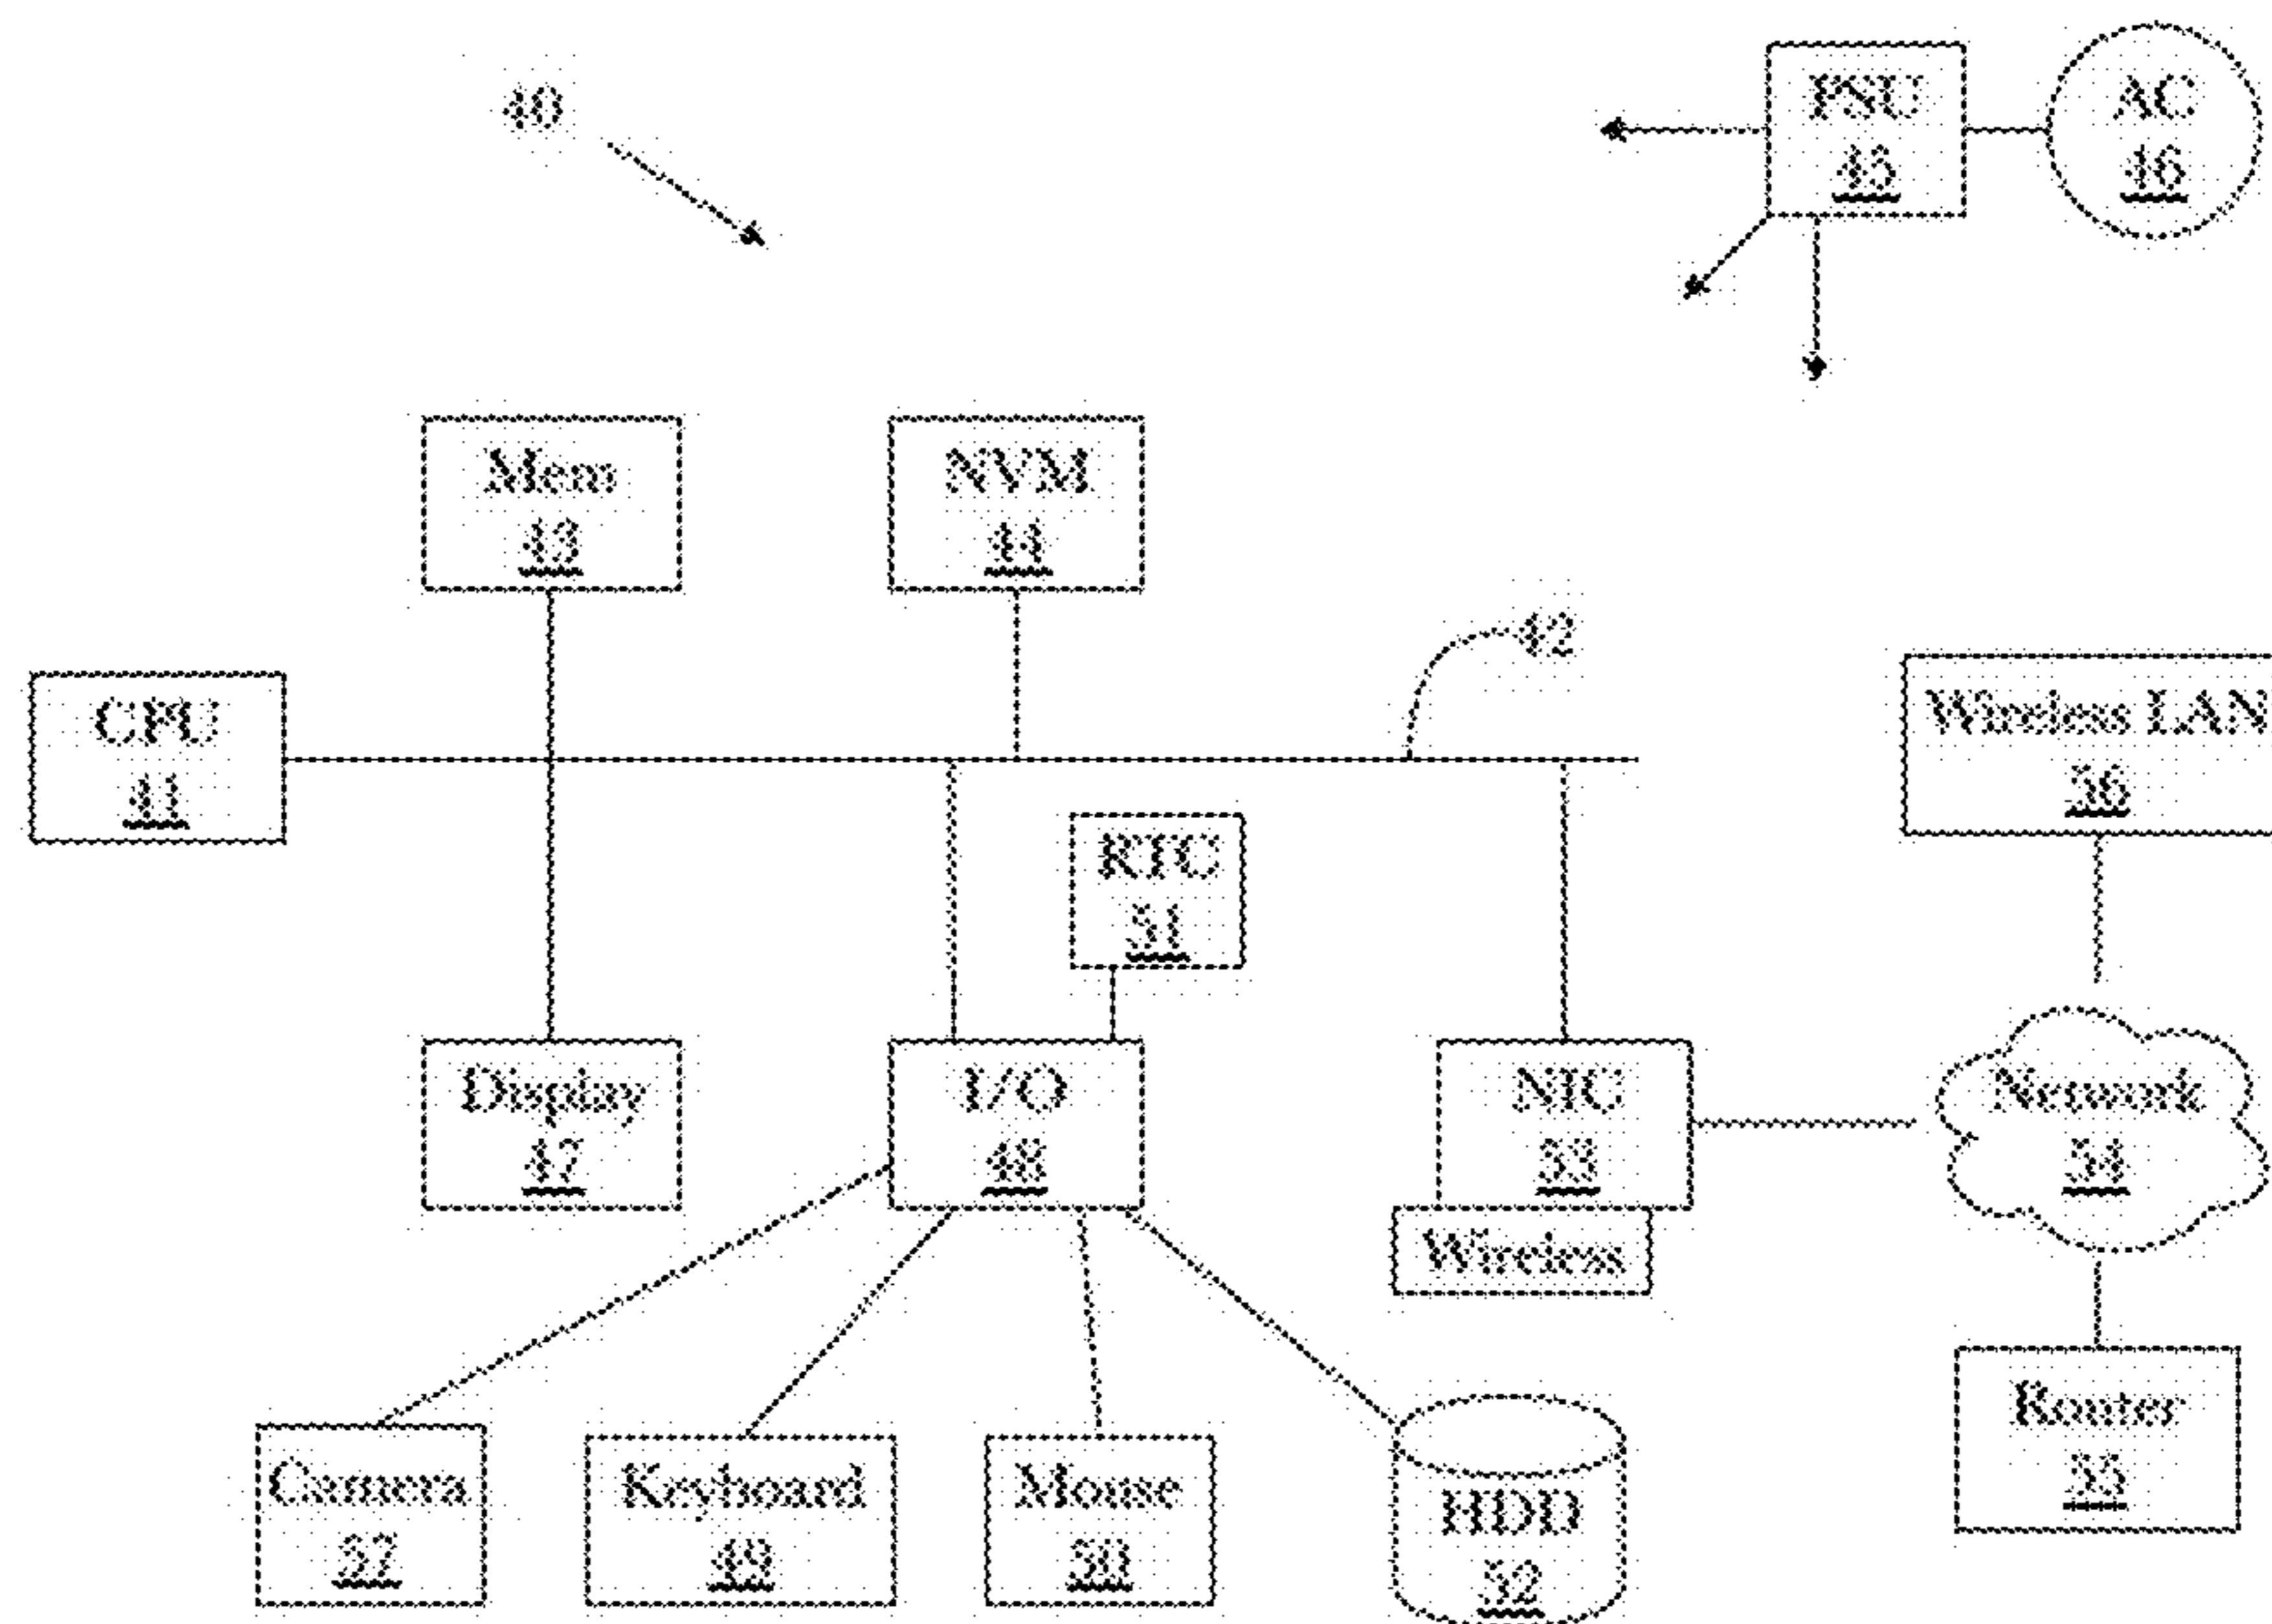 40
PSU
45
AC
46
Mem
43
NVM
44
42
CPU
41
Wireless LAN
56
RTC
51
Display
47
I/O
48
NIC
53
Wireless
Network
54
Router
55
Camera
57
Keyboard
49
Mouse
50
HDD
52